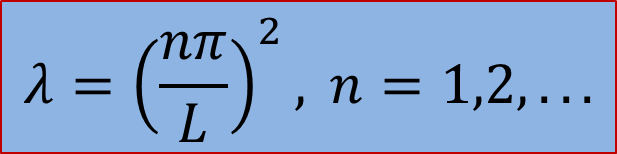 λ = (nπ/L)² , n = 1,2, . . .